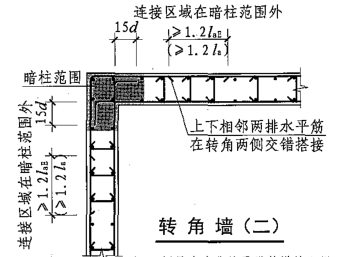 连接区域在暗柱范围外
15d
≥1.2laE
(≥1.2la)
暗柱范围
连接区域在暗柱范围外
15d
≥1.2laE
(≥1.2la)
上下相邻两排水平筋
在转角两侧交错搭接
转角墙(二)